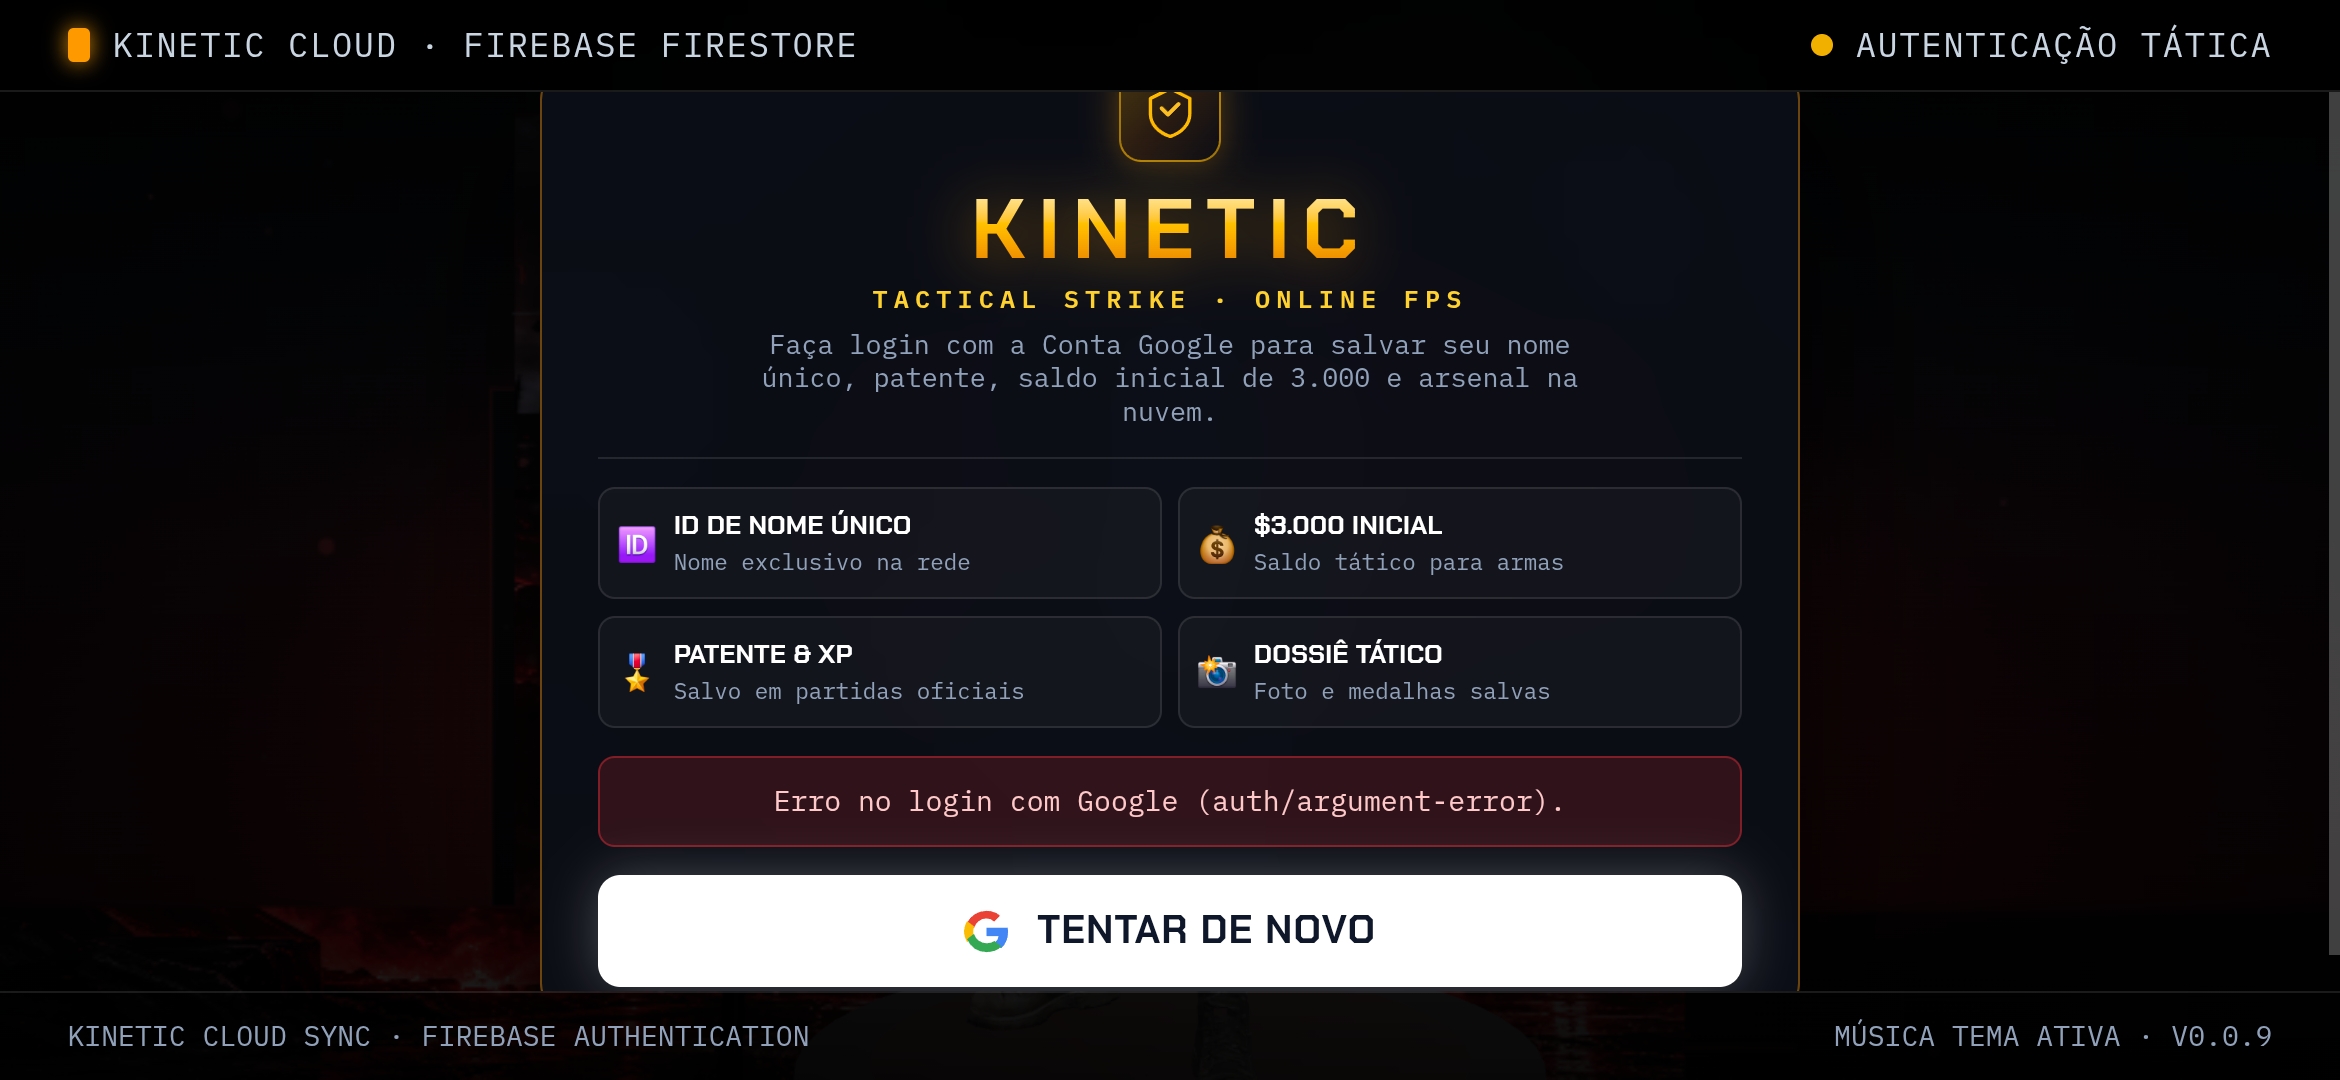 KINETIC CLOUD · FIREBASE FIRESTORE
AUTENTICAÇÃO TÁTICA
KINETIC
TACTICAL STRIKE · ONLINE FPS
Faça login com a Conta Google para salvar seu nome
único, patente, saldo inicial de 3.000 e arsenal na
nuvem.
ID
ID DE NOME ÚNICO
Nome exclusivo na rede
$3.000 INICIAL
Saldo tático para armas
PATENTE & XP
Salvo em partidas oficiais
DOSSIÊ TÁTICO
Foto e medalhas salvas
Erro no login com Google (auth/argument-error).
TENTAR DE NOVO
KINETIC CLOUD SYNC · FIREBASE AUTHENTICATION
MÚSICA TEMA ATIVA · V0.0.9